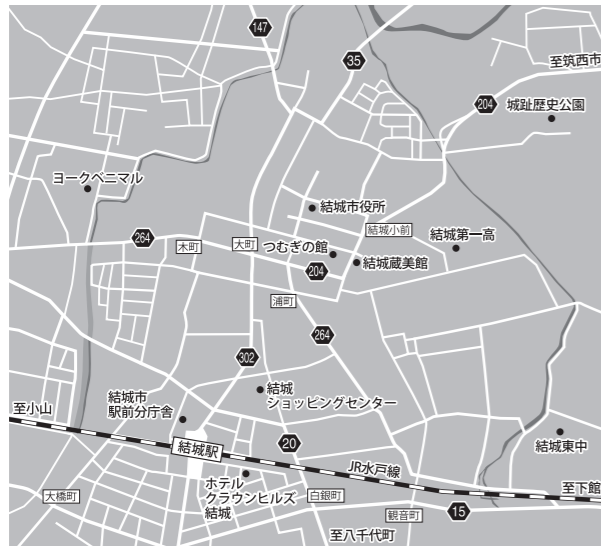 147
35
至筑西市
204
城趾歴史公園
ヨークベニマル
結城市役所
結城小前
264
木町
大町
つむぎの館
結城第一高
204
結城蔵美館
浦町
264
302
結城
ショッピングセンター
結城市
駅前分庁舎
至小山
20
結城東中
結城駅
JR水戸線
ホテル
クラウンヒルズ
結城
白銀町
至下館
大橋町
観音町
15
至八千代町